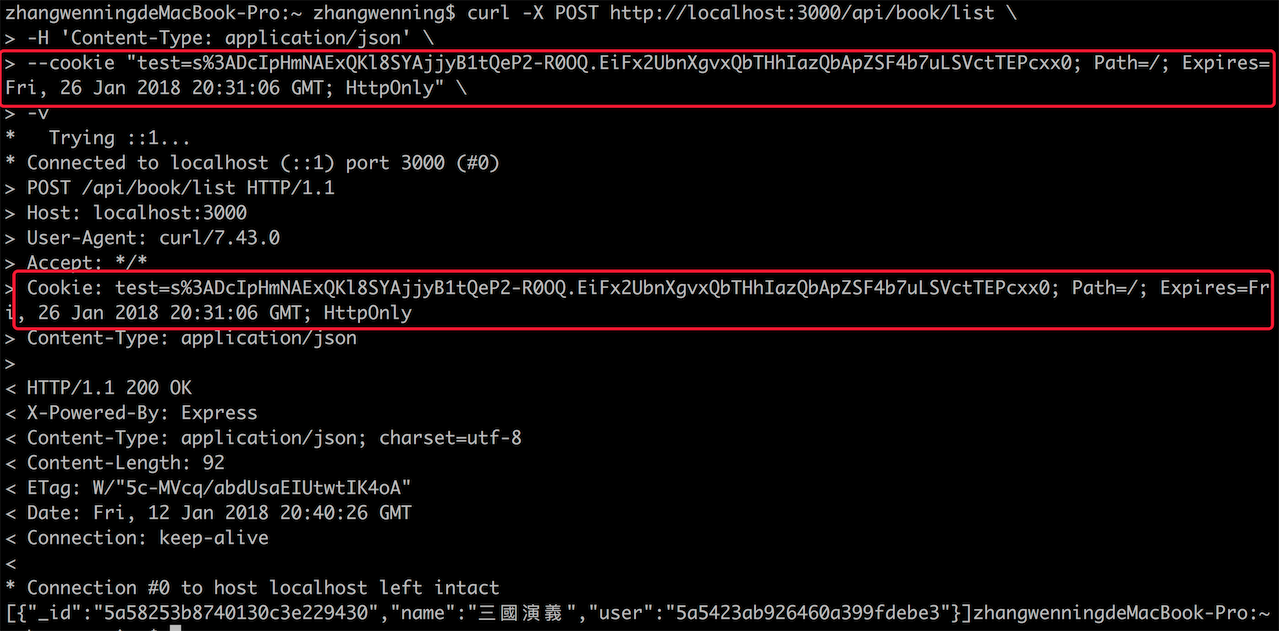 zhangwenningdeMacBook-Pro:~ zhangwenning$ curl -X POST http://localhost:3000/api/book/list \
> -H 'Content-Type: application/json' \
> --cookie "test=s%3ADcIpHmNAExQKl8SYAjjyB1tQeP2-R0OQ.EiFx2UbnXgvxQbTHhIazQbApZSF4b7uLSVctTEPcxx0; Path=/; Expires=
Fri, 26 Jan 2018 20:31:06 GMT; HttpOnly" \
> -v
*   Trying ::1...
* Connected to localhost (::1) port 3000 (#0)
> POST /api/book/list HTTP/1.1
> Host: localhost:3000
> User-Agent: curl/7.43.0
> Accept: */*
> Cookie: test=s%3ADcIpHmNAExQKl8SYAjjyB1tQeP2-R0OQ.EiFx2UbnXgvxQbTHhIazQbApZSF4b7uLSVctTEPcxx0; Path=/; Expires=Fr
i, 26 Jan 2018 20:31:06 GMT; HttpOnly
> Content-Type: application/json
>
< HTTP/1.1 200 OK
< X-Powered-By: Express
< Content-Type: application/json; charset=utf-8
< Content-Length: 92
< ETag: W/"5c-MVcq/abdUsaEIUtwtIK4oA"
< Date: Fri, 12 Jan 2018 20:40:26 GMT
< Connection: keep-alive
<
* Connection #0 to host localhost left intact
[{"_id":"5a58253b8740130c3e229430","name":"三國演義","user":"5a5423ab926460a399fdebe3"}]zhangwenningdeMacBook-Pro:~